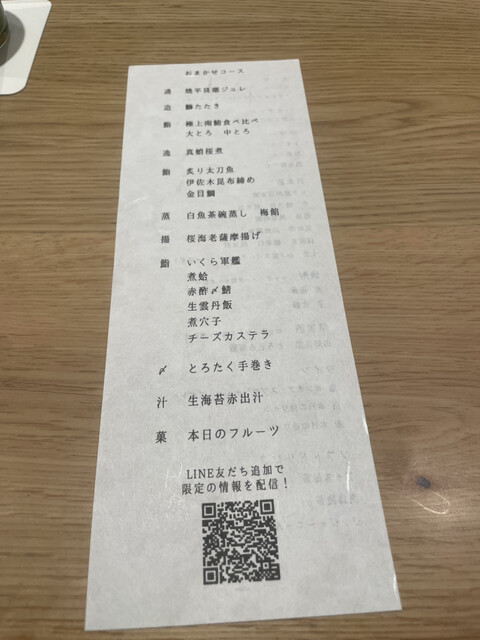 おまかせコース
造 焼平貝磯ジュレ
造 鰤たたき
鮨 極上南鮪食べ比べ
大とろ 中とろ
逸 真蛸桜煮
鮨 炙り太刀魚
伊佐木昆布締め
金目鯛
蒸 白魚茶碗蒸し 梅餡
揚 桜海老薩摩揚げ
鮨 いくら軍艦
煮蛤
赤酢〆鯖
生雲丹飯
煮穴子
チーズカステラ
〆 とろたく手巻き
汁 生海苔赤出汁
菓 本日のフルーツ
LINE友だち追加で
限定の情報を配信！